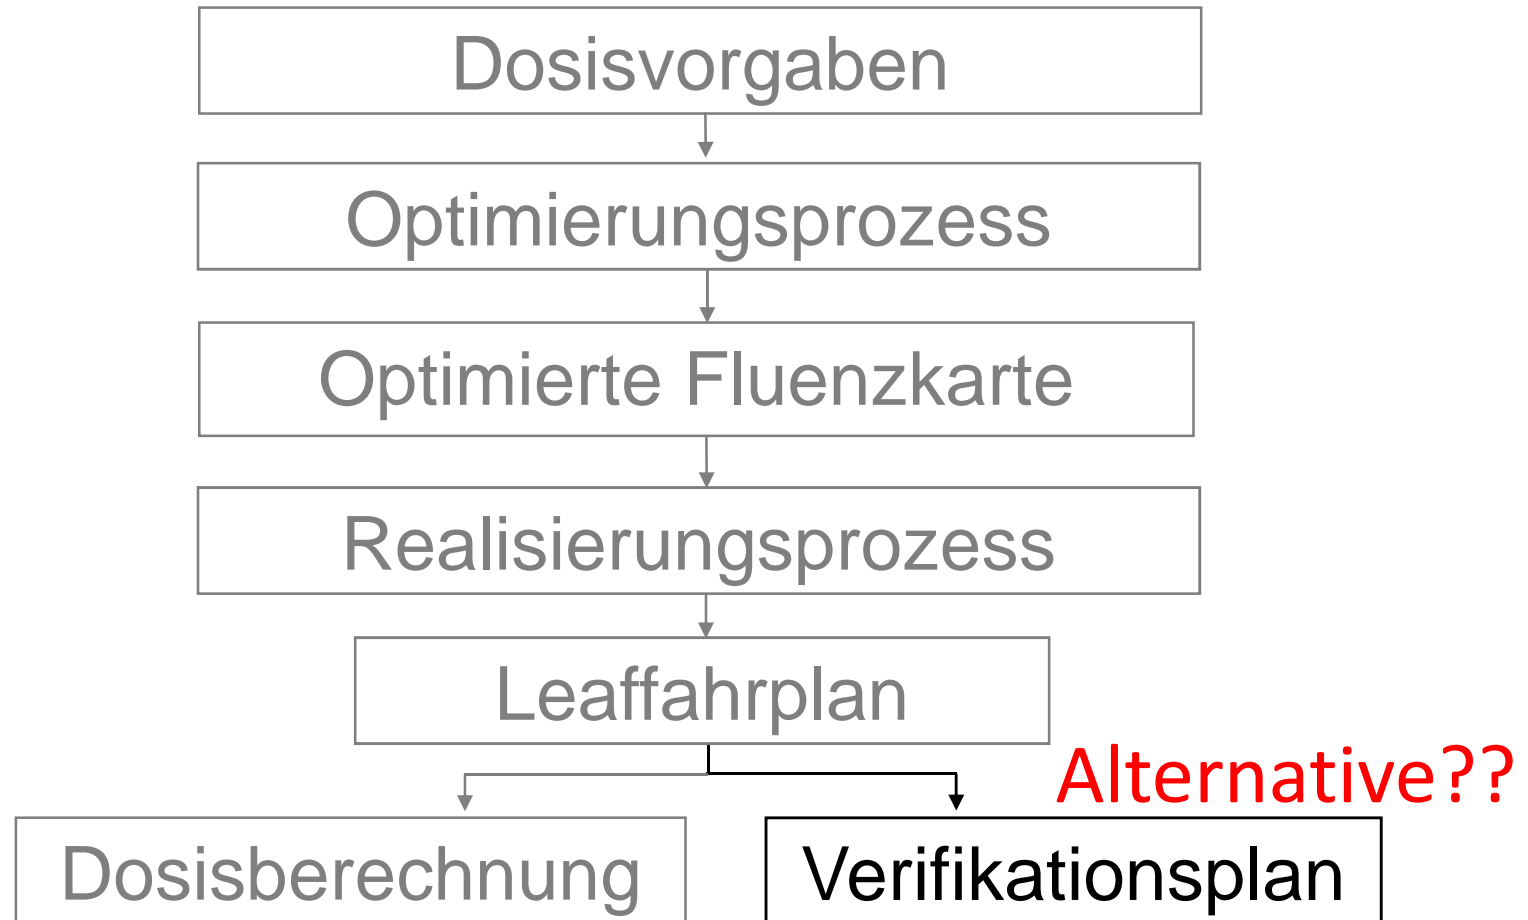 Dosisvorgaben
Optimierungsprozess
Optimierte Fluenzkarte
Realisierungsprozess
Leaffahrplan
Alternative??
Dosisberechnung
Verifikationsplan